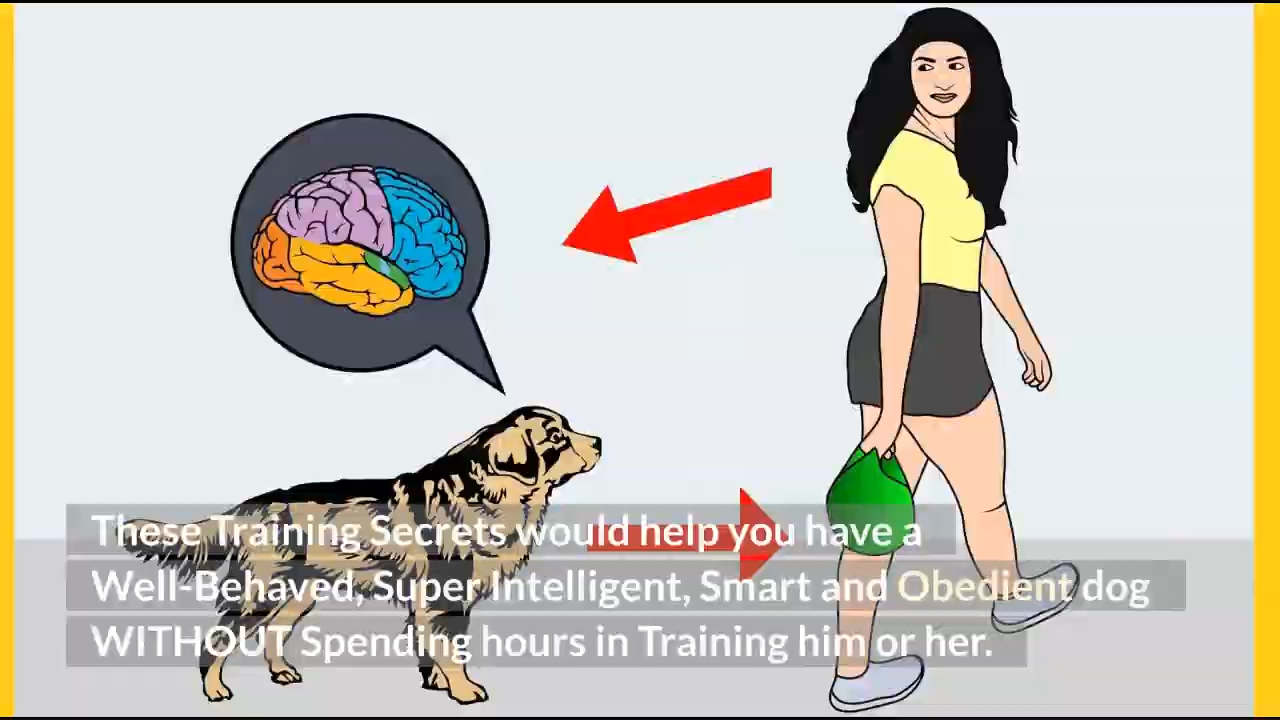 These Training Secrets would help you have a
Well-Behaved, Super Intelligent, Smart and Obedient dog
WITHOUT Spending hours in Training him or her.